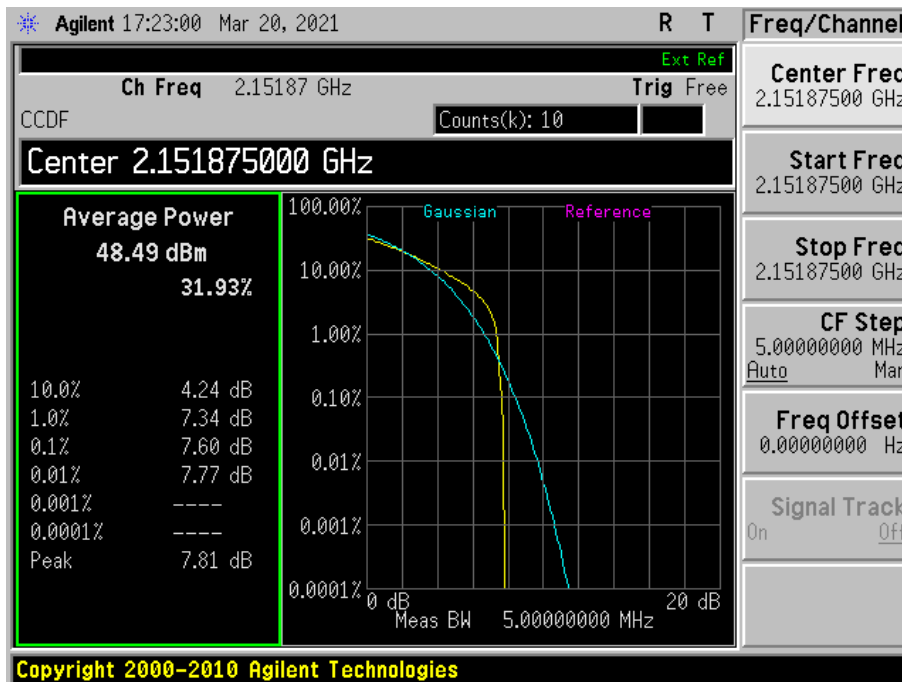 Agilent 17:23:00 Mar 20, 2021 R T
Ext Ref
Ch Freq 2.15187 GHz Trig Free
CCDF Counts(k): 10
Center 2.151875000 GHz
Average Power
48.49 dBm
31.93%
10.0% 4.24 dB
1.0% 7.34 dB
0.1% 7.60 dB
0.01% 7.77 dB
0.001% ----
0.0001% ----
Peak 7.81 dB
Gaussian Reference
100.00%
10.00%
1.00%
0.10%
0.01%
0.001%
0.0001%
0 dB 20 dB
Meas BW 5.00000000 MHz
Freq/Channel
Center Freq
2.15187500 GHz
Start Freq
2.15187500 GHz
Stop Freq
2.15187500 GHz
CF Step
5.00000000 MHz
Auto Man
Freq Offset
0.00000000 Hz
Signal Track
On Off
Copyright 2000-2010 Agilent Technologies